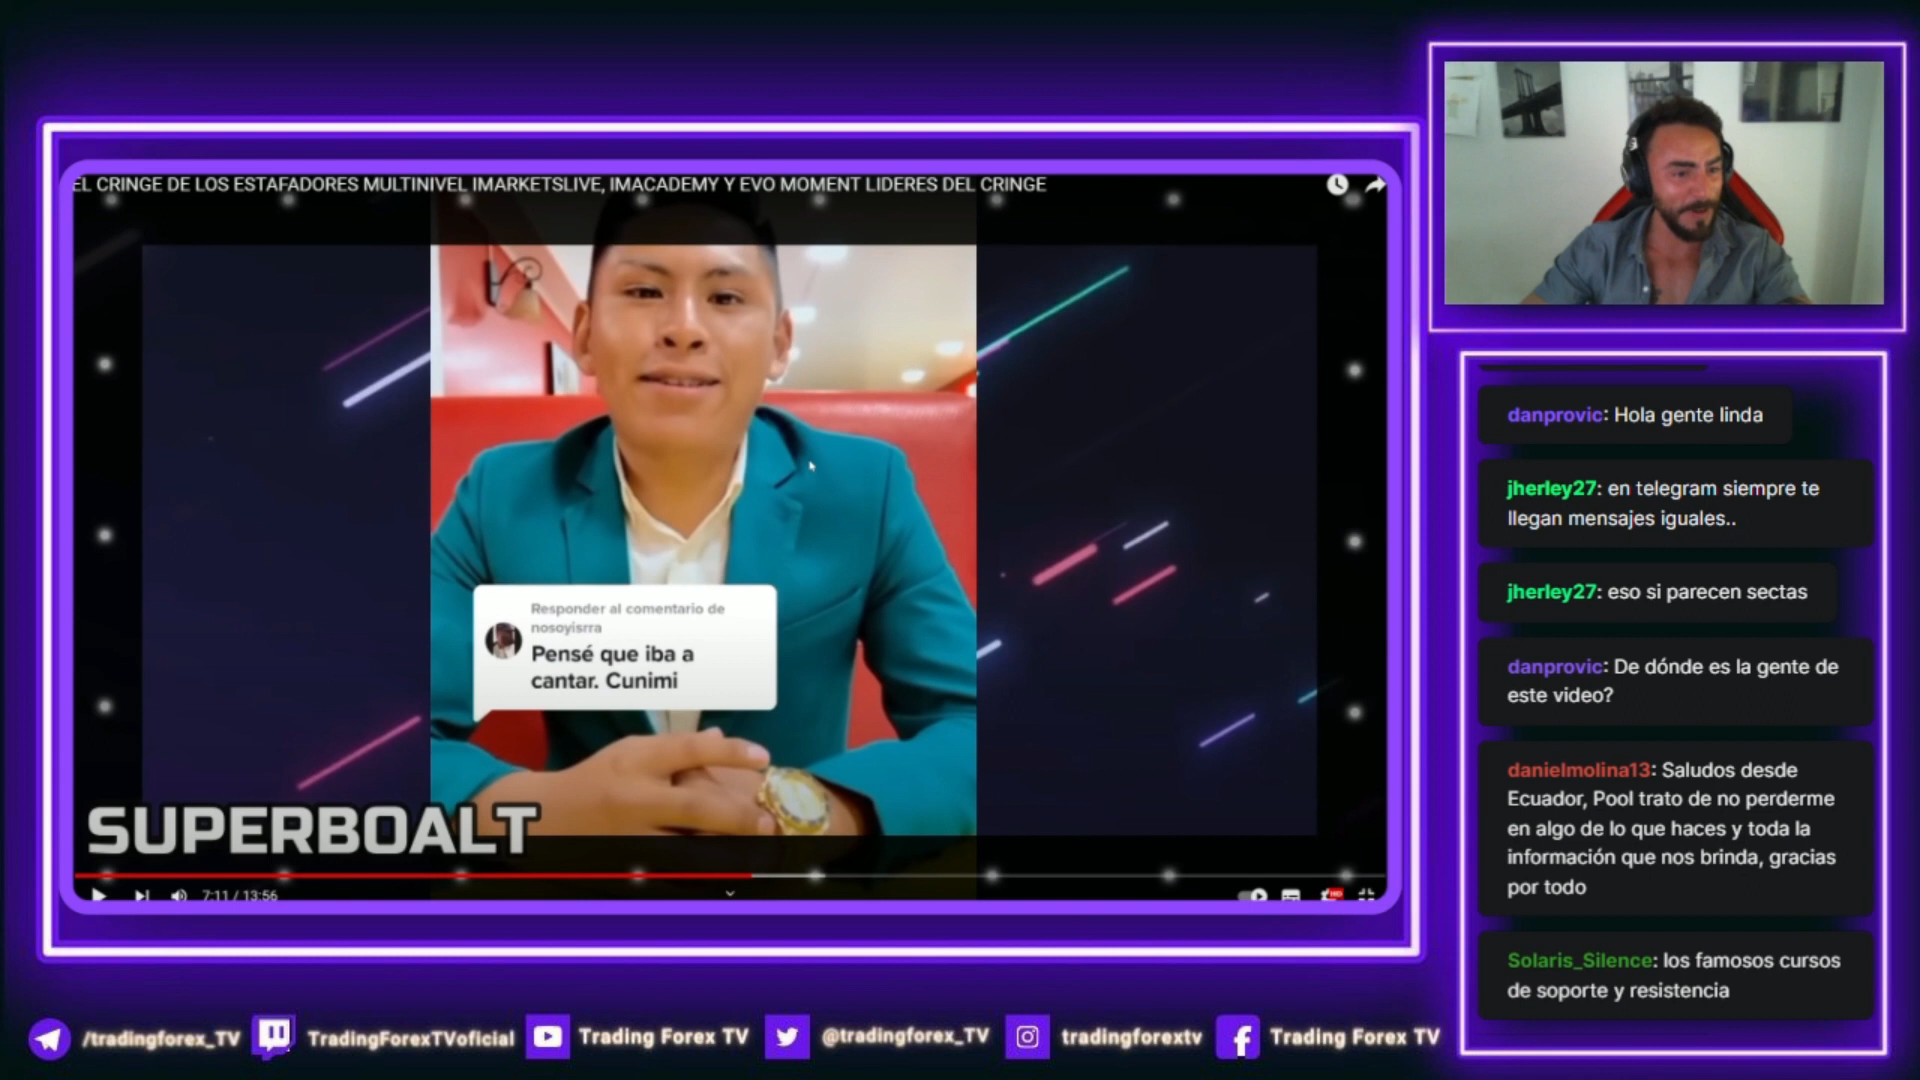 EL CRINGE DE LOS ESTAFADORES MULTINIVEL IMARKETSLIVE, IMACADEMY Y EVO MOMENT LIDERES DEL CRINGE
Responder al comentario de
nosoyisrra
Pensé que iba a
cantar. Cunimi
SUPERBOALT
7:11 / 13:56
HD
danprovic: Hola gente linda
jherley27: en telegram siempre te
llegan mensajes iguales..
jherley27: eso si parecen sectas
danprovic: De dónde es la gente de
este video?
danielmolina13: Saludos desde
Ecuador, Pool trato de no perderme
en algo de lo que haces y toda la
información que nos brinda, gracias
por todo
Solaris_Silence: los famosos cursos
de soporte y resistencia
/tradingforex_TV
TradingForexTVoficial
Trading Forex TV
@tradingforex_TV
tradingforextv
Trading Forex TV